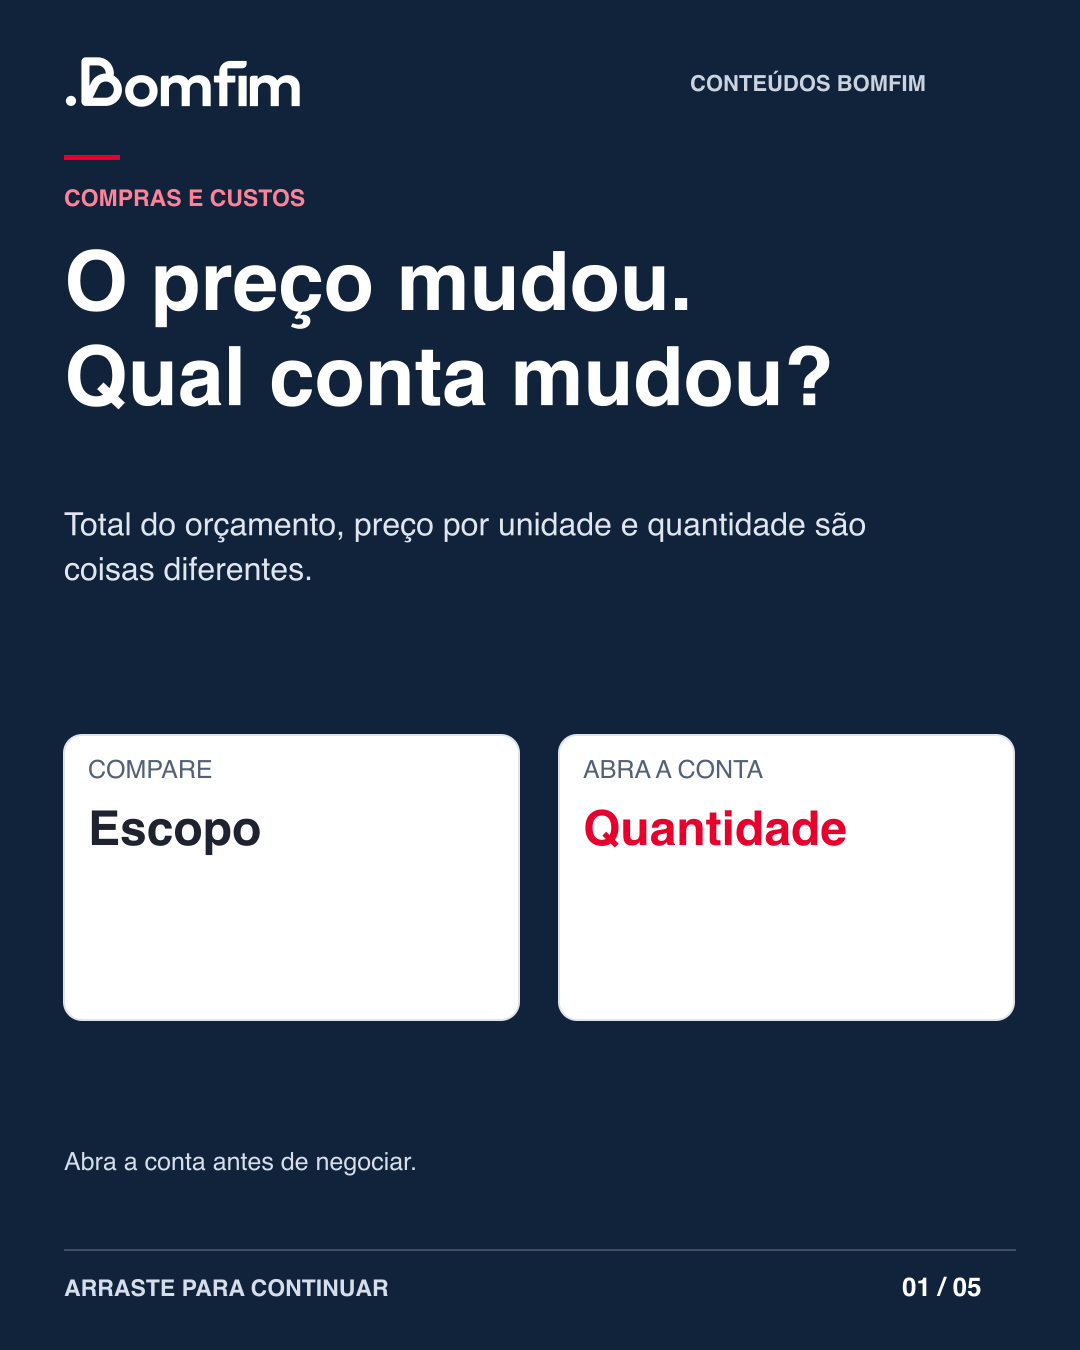 .Bomfim
CONTEÚDOS BOMFIM
COMPRAS E CUSTOS
O preço mudou.
Qual conta mudou?
Total do orçamento, preço por unidade e quantidade são
coisas diferentes.
COMPARE
Escopo
ABRA A CONTA
Quantidade
Abra a conta antes de negociar.
ARRASTE PARA CONTINUAR
01 / 05